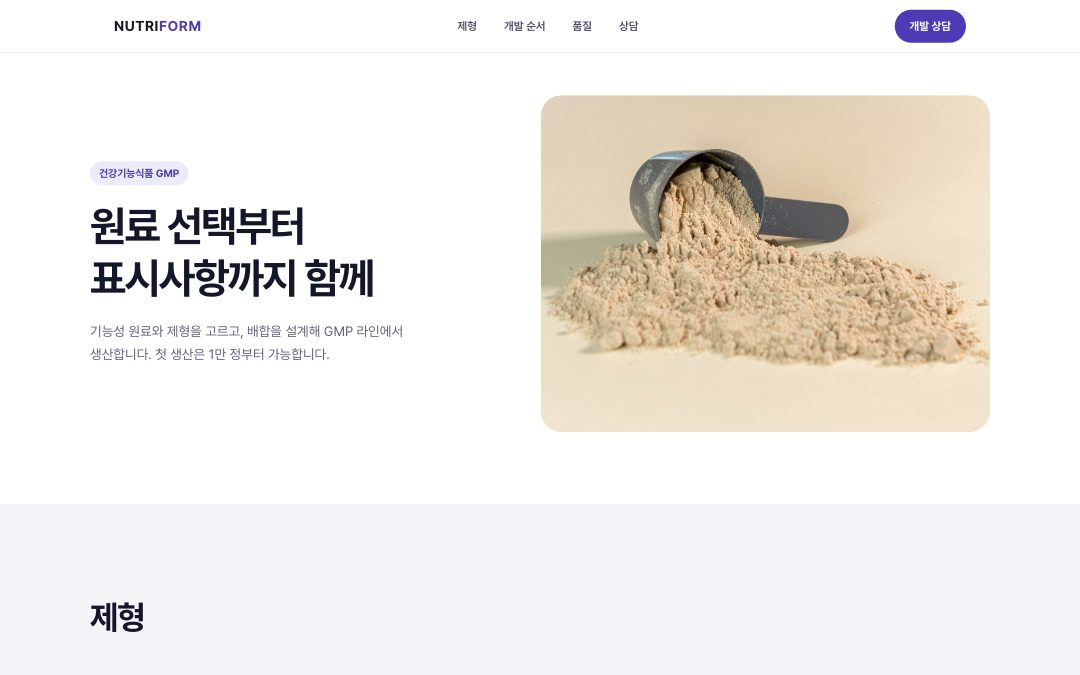 NUTRIFORM
제형
개발 순서
품질
상담
개발 상담
건강기능식품 GMP
원료 선택부터
표시사항까지 함께
기능성 원료와 제형을 고르고, 배합을 설계해 GMP 라인에서
생산합니다. 첫 생산은 1만 정부터 가능합니다.
제형